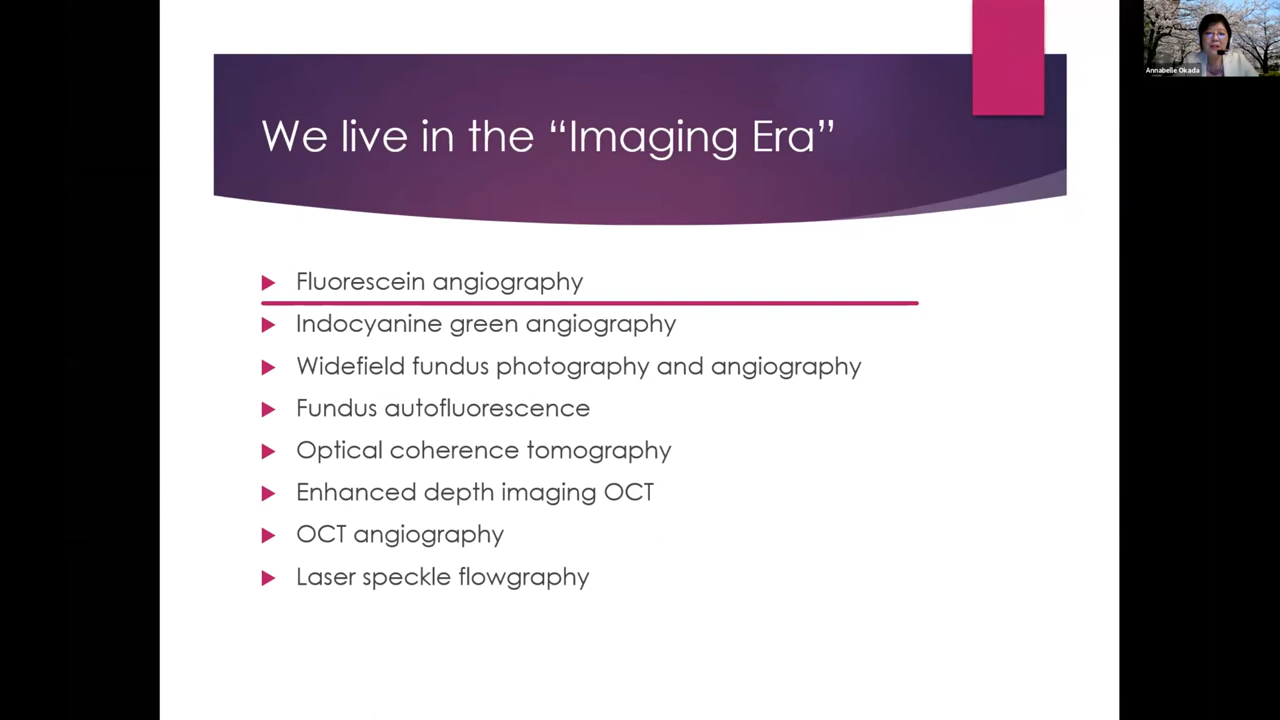 We live in the “Imaging Era”
Annabelle Okada
Fluorescein angiography
Indocyanine green angiography
Widefield fundus photography and angiography
Fundus autofluorescence
Optical coherence tomography
Enhanced depth imaging OCT
OCT angiography
Laser speckle flowgraphy